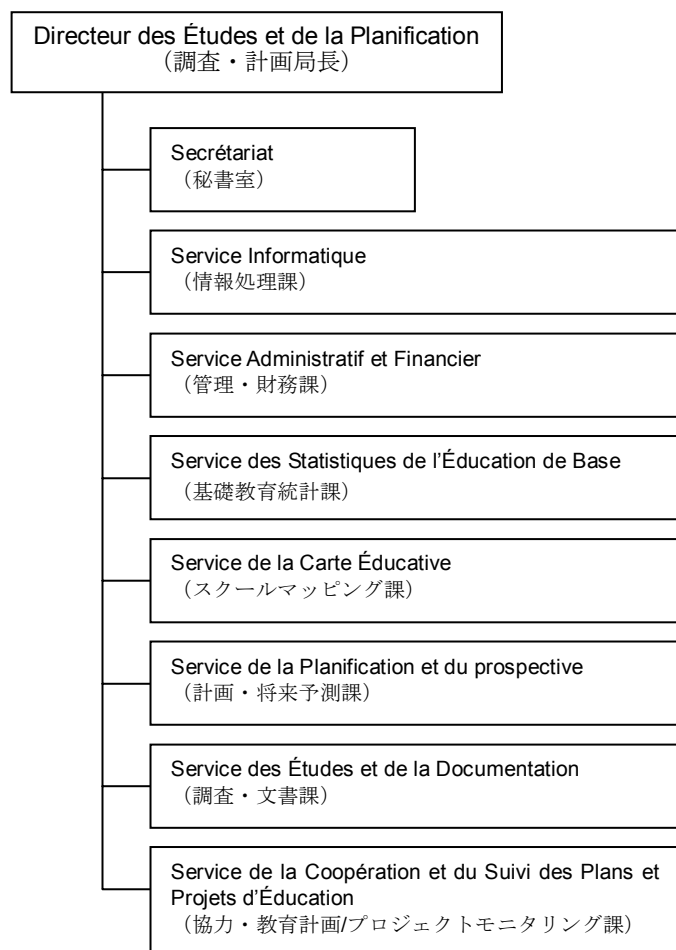 Directeur des Études et de la Planification
（調査・計画局長）
Secrétariat
（秘書室）
Service Informatique
（情報処理課）
Service Administratif et Financier
（管理・財務課）
Service des Statistiques de l’Éducation de Base
（基礎教育統計課）
Service de la Carte Éducative
（スクールマッピング課）
Service de la Planification et du prospective
（計画・将来予測課）
Service des Études et de la Documentation
（調査・文書課）
Service de la Coopération et du Suivi des Plans et
Projets d’Éducation
（協力・教育計画/プロジェクトモニタリング課）